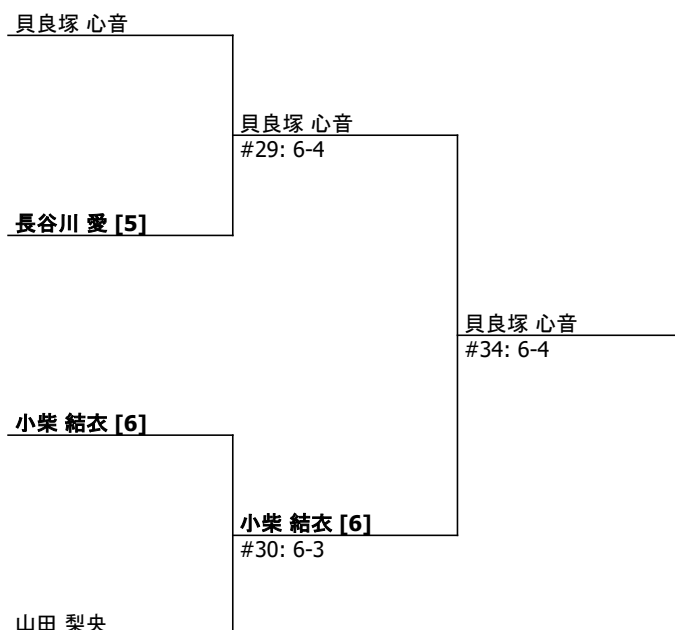 貝良塚 心音
貝良塚 心音
#29: 6-4
長谷川 愛 [5]
貝良塚 心音
#34: 6-4
小柴 結衣 [6]
小柴 結衣 [6]
#30: 6-3
山田 梨央